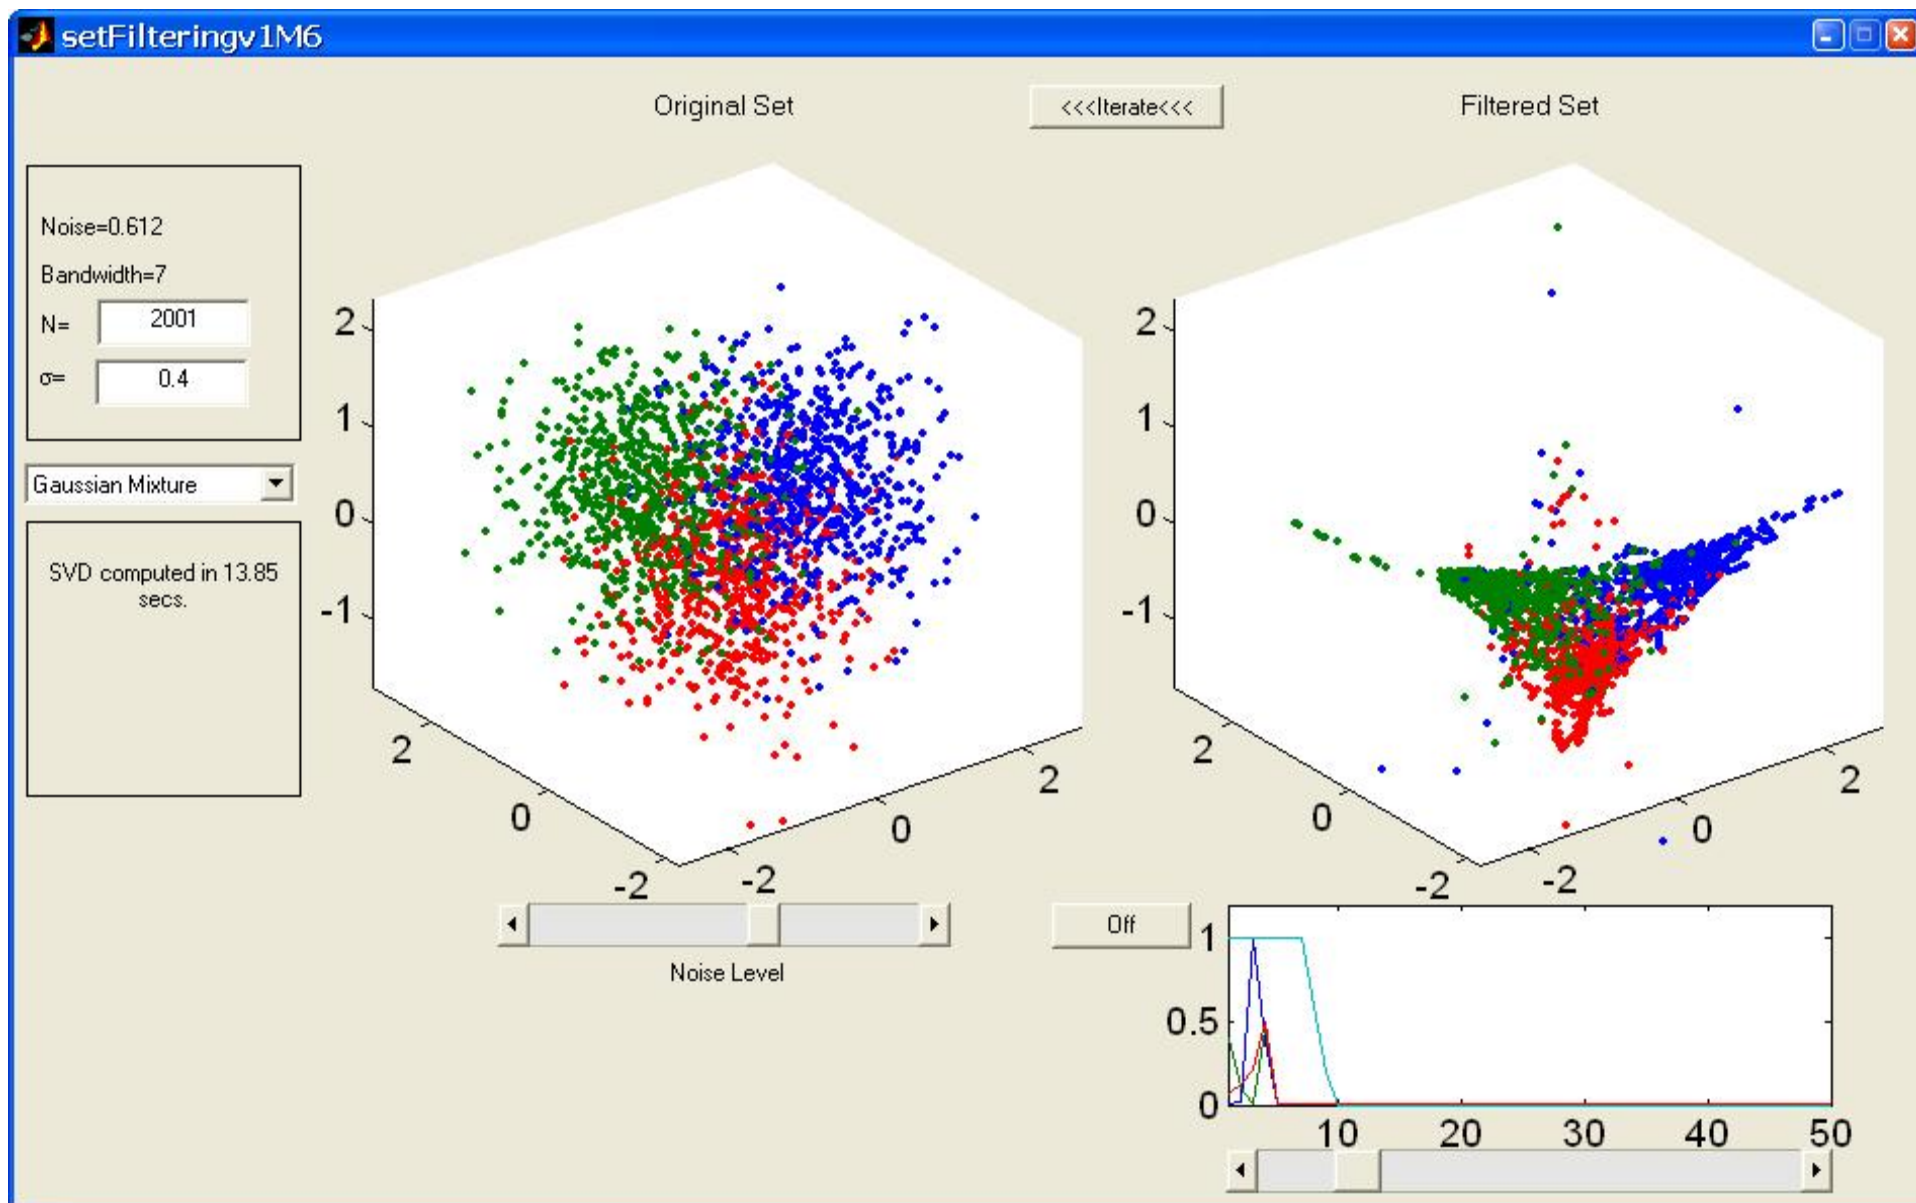 setFilteringv1M6
Original Set
<<<Iterate<<<
Filtered Set
Noise=0.612
Bandwidth=7
N=
2001
σ=
0.4
Gaussian Mixture
SVD computed in 13.85
secs.
2
1
0
-1
2
0
-2
-2
0
2
2
1
0
-1
2
0
-2
-2
0
2
Noise Level
Off
1
0.5
0
10 20 30 40 50